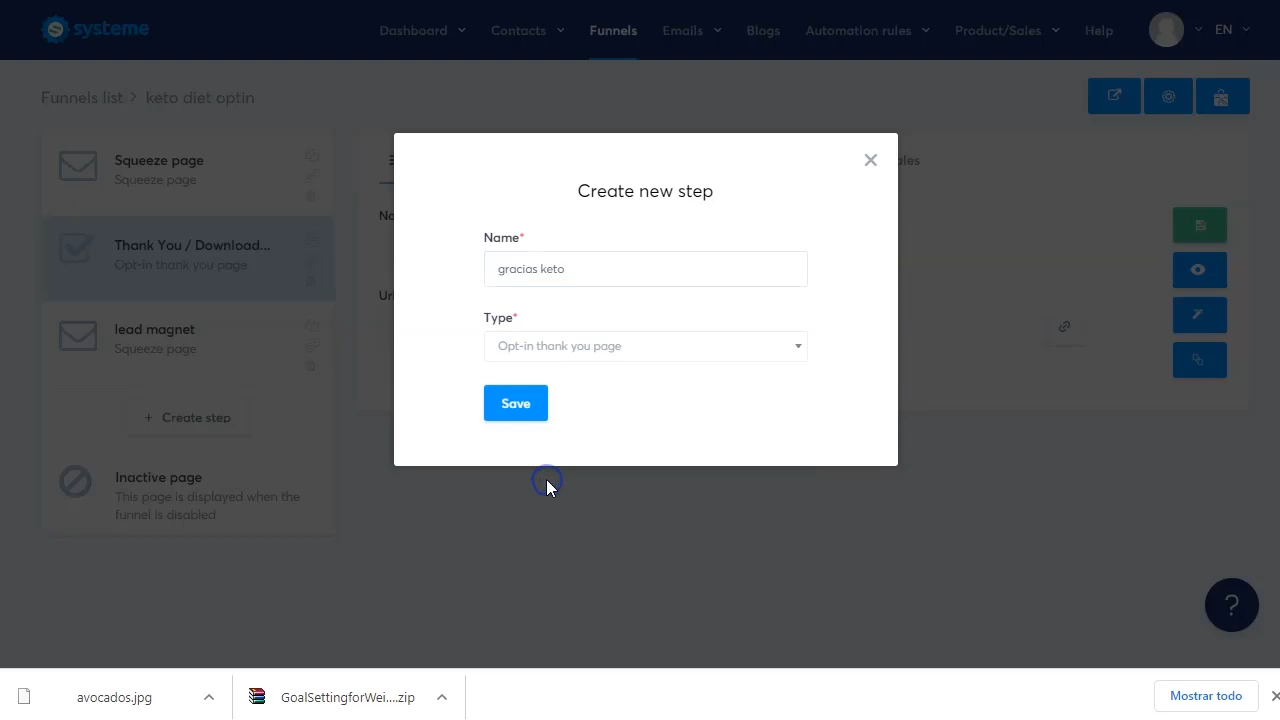 systeme
Dashboard Contacts Funnels Emails Blogs Automation rules Product/Sales Help EN
Funnels list > keto diet optin
Squeeze page
Squeeze page
Thank You / Download...
Opt-in thank you page
lead magnet
Squeeze page
+ Create step
Inactive page
This page is displayed when the
funnel is disabled
Create new step
Name*
gracias keto
Type*
Opt-in thank you page
Save
?
avocados.jpg
GoalSettingforWei....zip
Mostrar todo